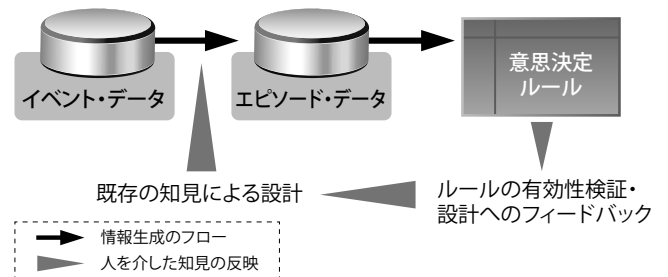 イベント・データ
エピソード・データ
意思決定
ルール
既存の知見による設計
ルールの有効性検証・
設計へのフィードバック
情報生成のフロー
人を介した知見の反映